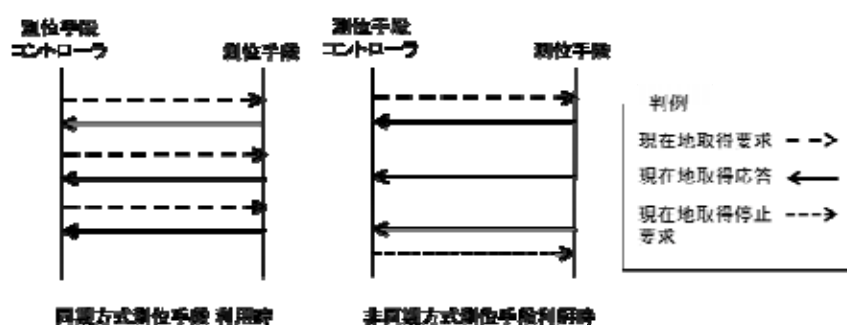 測位手段
コントローラ
測位手段
測位手段
コントローラ
測位手段
判例
現在地取得要求
現在地取得応答
現在地取得停止
要求
同期方式測位手段 利用時
非同期方式測位手段利用時